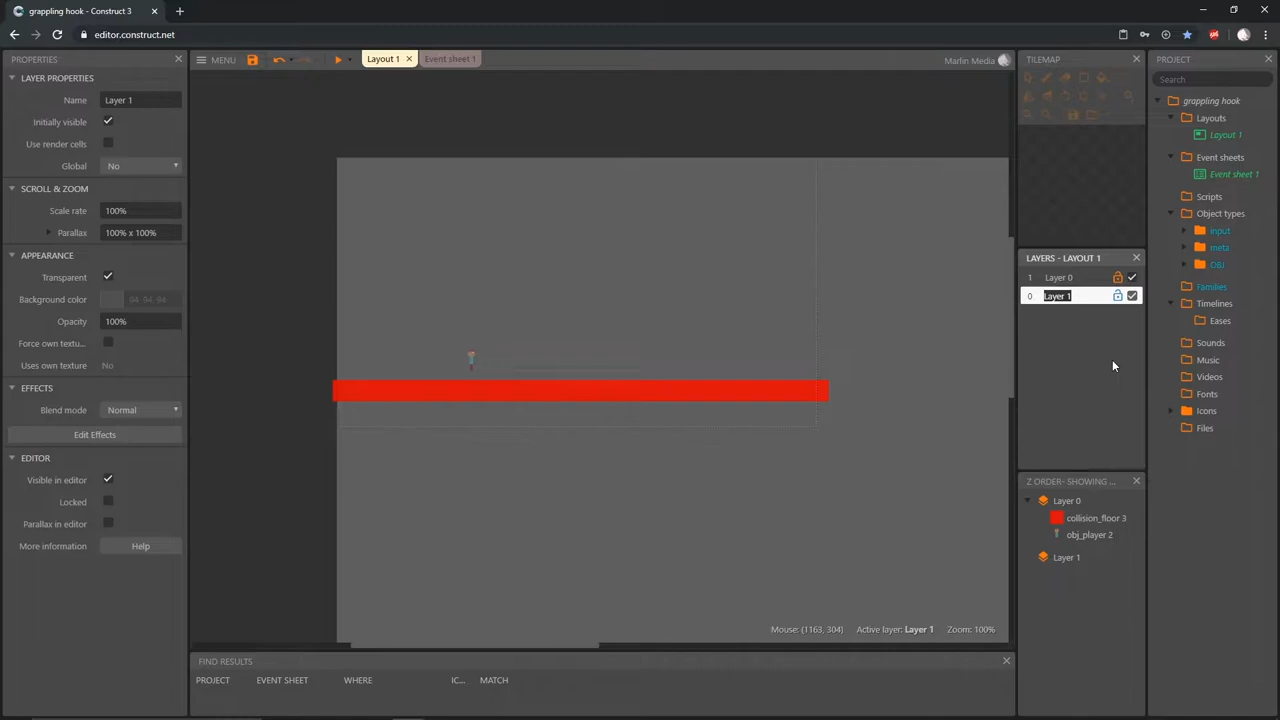 grappling hook - Construct 3
editor.construct.net
PROPERTIES
LAYER PROPERTIES
Name Layer 1
Initially visible
Use render cells
Global No
SCROLL & ZOOM
Scale rate 100%
Parallax 100% x 100%
APPEARANCE
Transparent
Background color 94, 94, 94
Opacity 100%
Force own textu...
Uses own texture No
EFFECTS
Blend mode Normal
Edit Effects
EDITOR
Visible in editor
Locked
Parallax in editor
More information Help
MENU
Layout 1
Event sheet 1
Marlin Media
Mouse: (1163, 304) Active layer: Layer 1 Zoom: 100%
FIND RESULTS
PROJECT EVENT SHEET WHERE IC... MATCH
TILEMAP
LAYERS - LAYOUT 1
1 Layer 0
0 Layer 1
Z ORDER- SHOWING ...
Layer 0
collision_floor 3
obj_player 2
Layer 1
PROJECT
Search
grappling hook
Layouts
Layout 1
Event sheets
Event sheet 1
Scripts
Object types
input
meta
OBJ
Families
Timelines
Eases
Sounds
Music
Videos
Fonts
Icons
Files